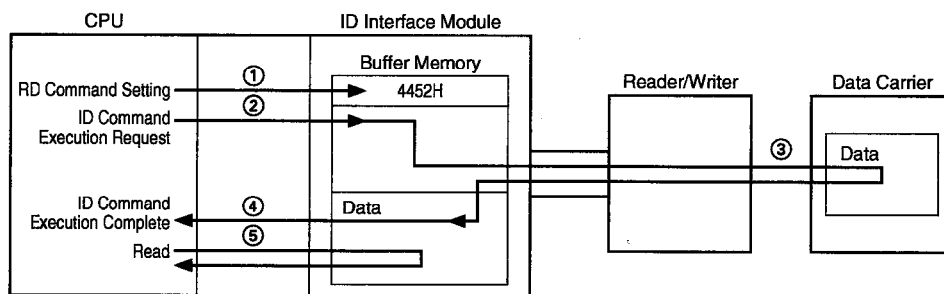 CPU
ID Interface Module
Buffer Memory
4452H
RD Command Setting
①
②
ID Command
Execution Request
Reader/Writer
Data Carrier
③
Data
ID Command
Execution Complete
④
Data
Read
⑤